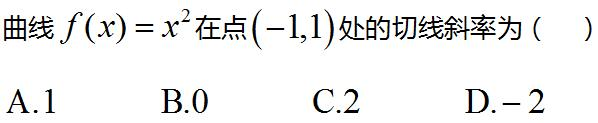 曲线 f(x) = x² 在点 (−1,1) 处的切线斜率为 (    )
A.1    B.0    C.2    D.− 2